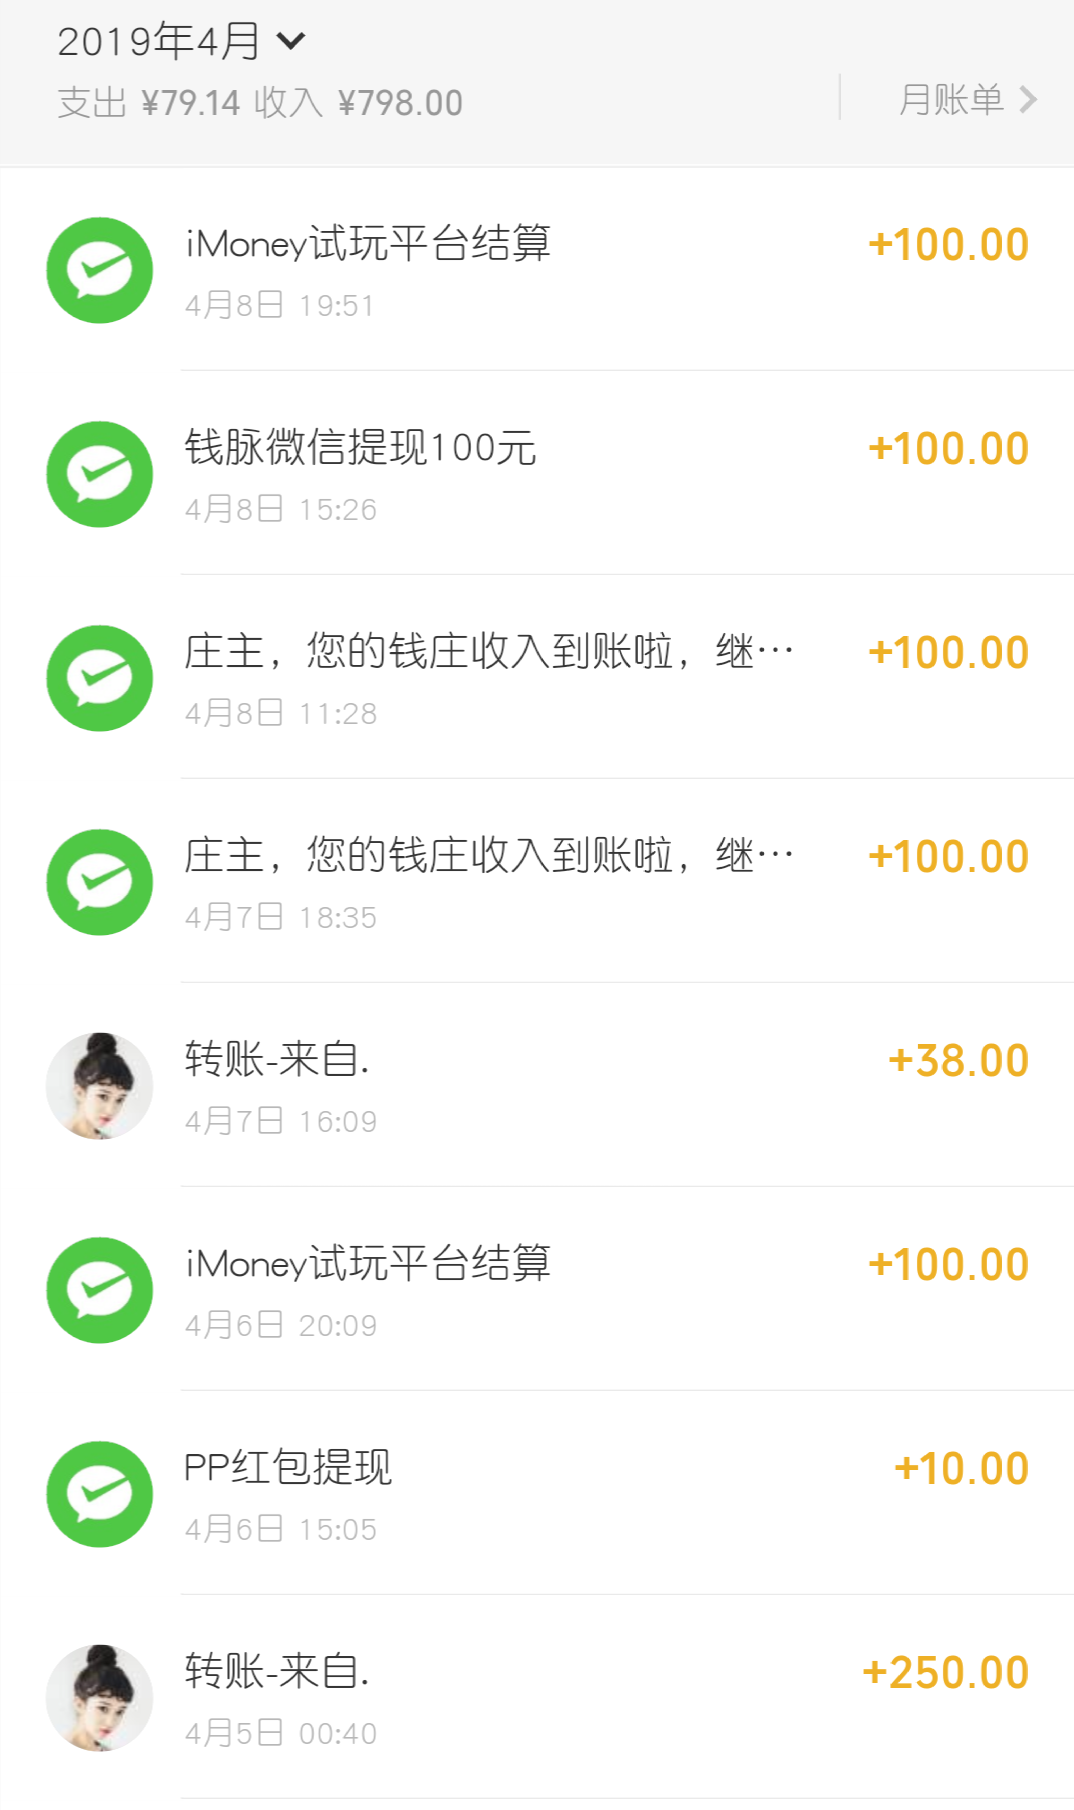 2019年4月
支出 ¥79.14 收入 ¥798.00
月账单
iMoney试玩平台结算
+100.00
4月8日 19:51
钱脉微信提现100元
+100.00
4月8日 15:26
庄主，您的钱庄收入到账啦，继…
+100.00
4月8日 11:28
庄主，您的钱庄收入到账啦，继…
+100.00
4月7日 18:35
转账-来自.
+38.00
4月7日 16:09
iMoney试玩平台结算
+100.00
4月6日 20:09
PP红包提现
+10.00
4月6日 15:05
转账-来自.
+250.00
4月5日 00:40